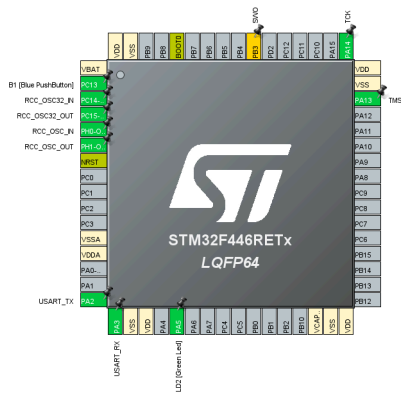 SWO
TCK
VDD
VSS
PB9
PB8
BOOT0
PB7
PB6
PB5
PB4
PB3
PD2
PC12
PC11
PC10
PA15
PA14..
VBAT
VDD
B1 [Blue PushButton] PC13
VSS
RCC_OSC32_IN PC14-..
PA13 TMS
RCC_OSC32_OUT PC15-..
PA12
RCC_OSC_IN PH0-O..
PA11
RCC_OSC_OUT PH1-O..
PA10
NRST
PA9
PC0
PA8
PC1
PC9
PC2
PC8
PC3
PC7
VSSA
PC6
VDDA
PB15
PA0-..
PB14
PA1
PB13
USART_TX PA2
PB12
STM32F446RETx
LQFP64
PA3
VSS
VDD
PA4
PA5
PA6
PA7
PC4
PC5
PB0
PB1
PB2
PB10
VCAP..
VSS
VDD
USART_RX
LD2 [Green Led]